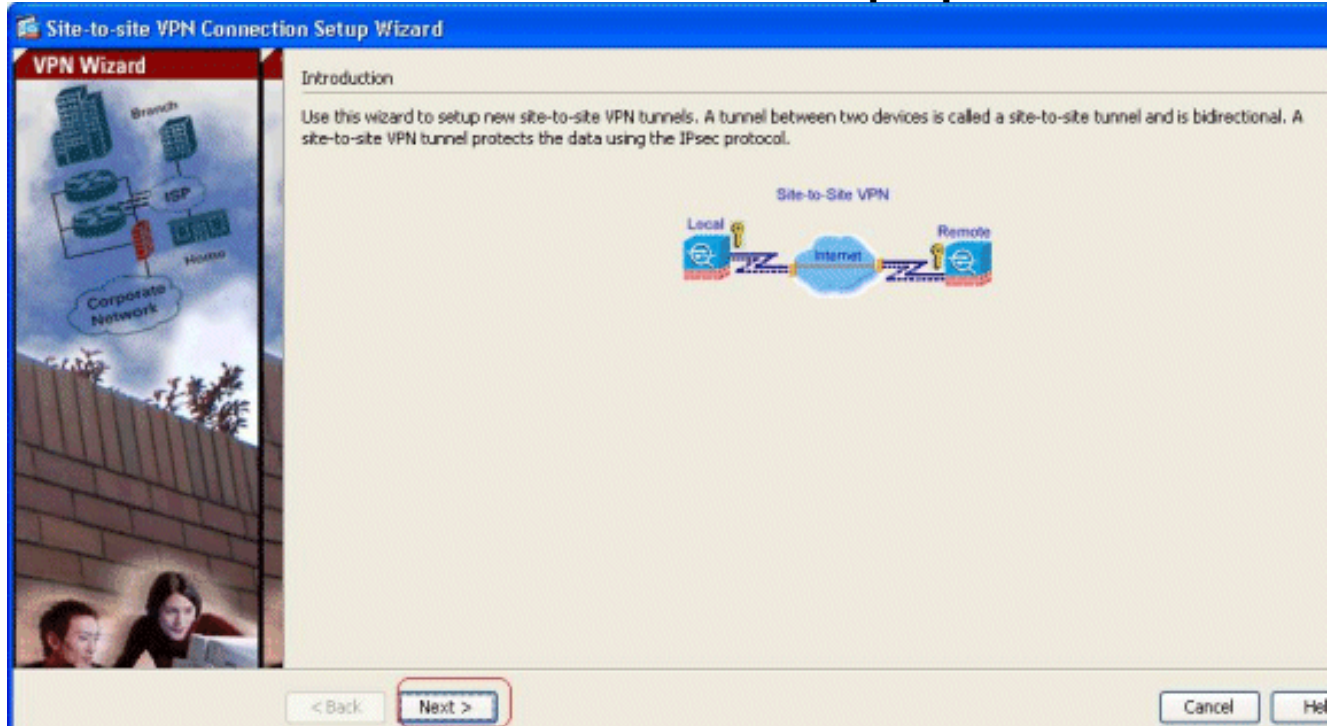 Site-to-site VPN Connection Setup Wizard
VPN Wizard
Branch
ISP
Home
Corporate
Network
Introduction
Use this wizard to setup new site-to-site VPN tunnels. A tunnel between two devices is called a site-to-site tunnel and is bidirectional. A
site-to-site VPN tunnel protects the data using the IPsec protocol.
Site-to-Site VPN
Local
Internet
Remote
< Back
Next >
Cancel
Hel